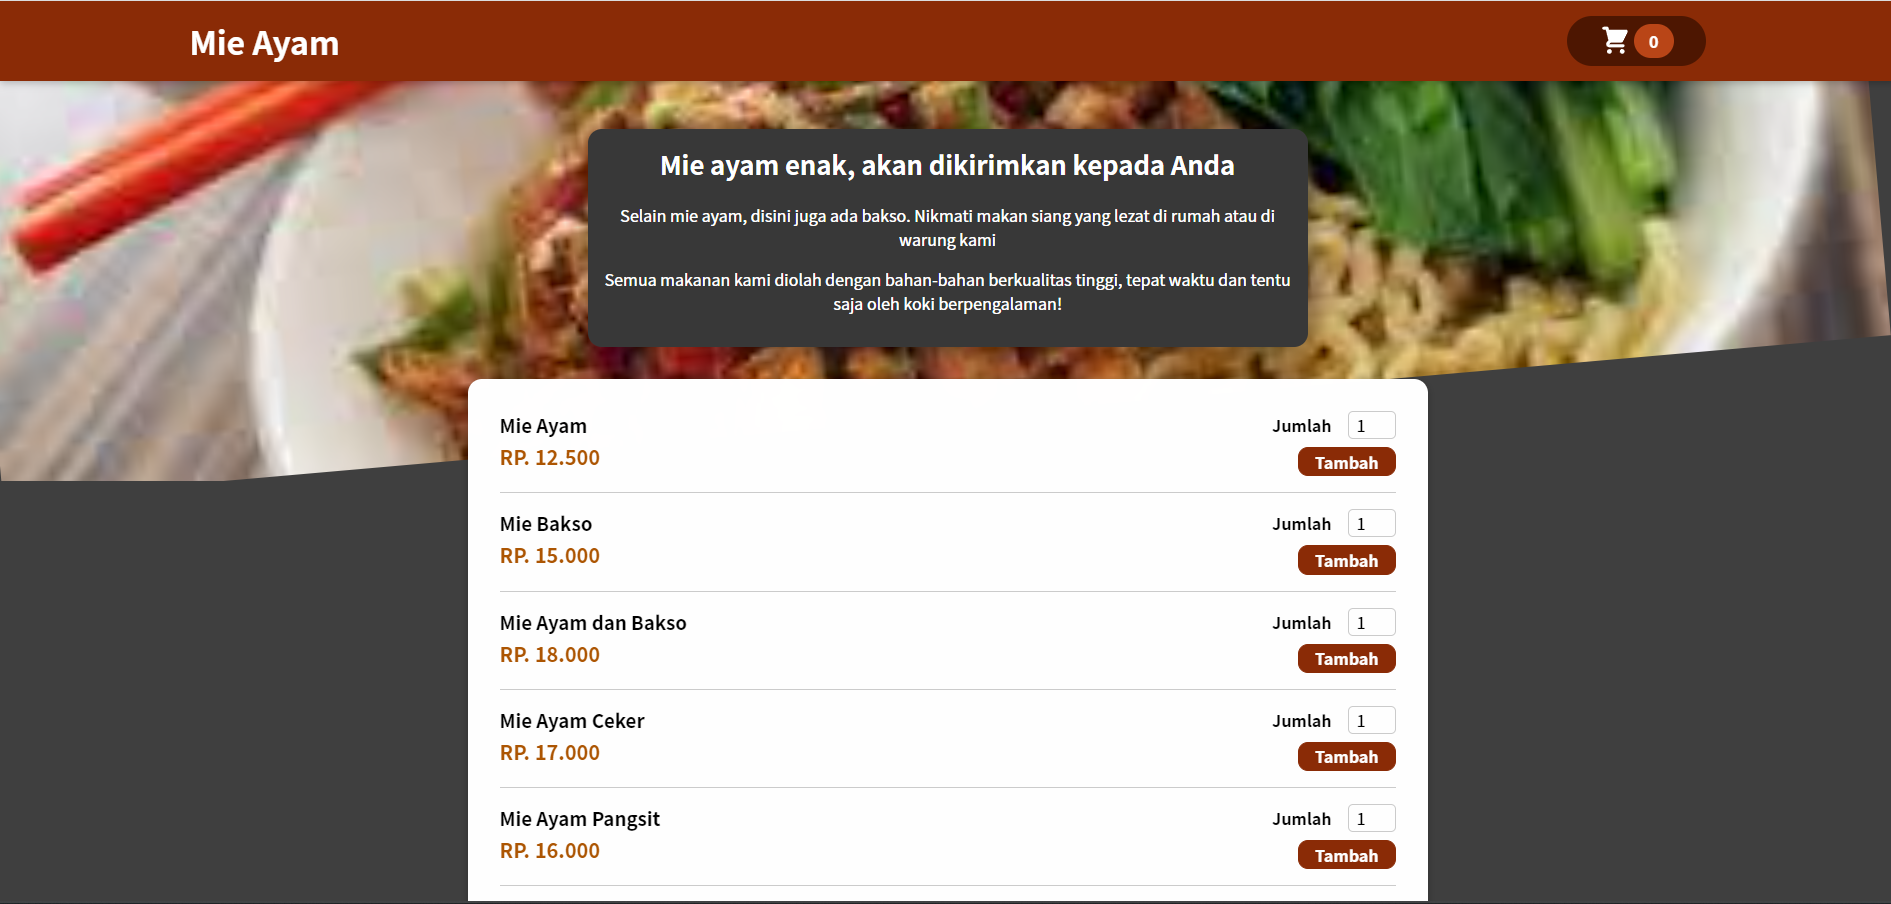 Mie Ayam
0
Mie ayam enak, akan dikirimkan kepada Anda
Selain mie ayam, disini juga ada bakso. Nikmati makan siang yang lezat di rumah atau di
warung kami
Semua makanan kami diolah dengan bahan-bahan berkualitas tinggi, tepat waktu dan tentu
saja oleh koki berpengalaman!
Mie Ayam
Jumlah 1
RP. 12.500
Tambah
Mie Bakso
Jumlah 1
RP. 15.000
Tambah
Mie Ayam dan Bakso
Jumlah 1
RP. 18.000
Tambah
Mie Ayam Ceker
Jumlah 1
RP. 17.000
Tambah
Mie Ayam Pangsit
Jumlah 1
RP. 16.000
Tambah